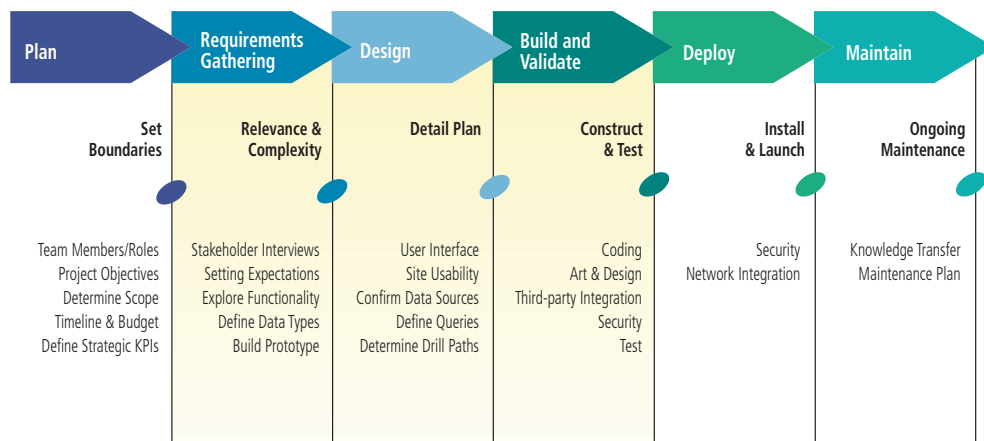 Plan
Requirements
Gathering
Design
Build and
Validate
Deploy
Maintain
Set
Boundaries
Relevance &
Complexity
Detail Plan
Construct
& Test
Install
& Launch
Ongoing
Maintenance
Team Members/Roles
Project Objectives
Determine Scope
Timeline & Budget
Define Strategic KPIs
Stakeholder Interviews
Setting Expectations
Explore Functionality
Define Data Types
Build Prototype
User Interface
Site Usability
Confirm Data Sources
Define Queries
Determine Drill Paths
Coding
Art & Design
Third-party Integration
Security
Test
Security
Network Integration
Knowledge Transfer
Maintenance Plan